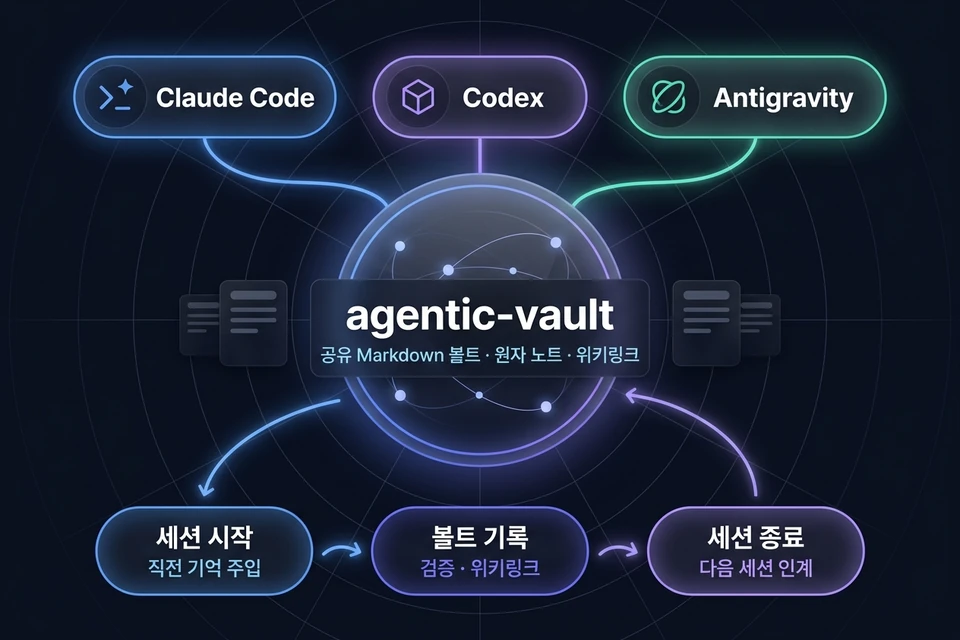 Claude Code
Codex
Antigravity
agentic-vault
공유 Markdown 볼트 · 원자 노트 · 위키링크
세션 시작
직전 기억 주입
볼트 기록
검증 · 위키링크
세션 종료
다음 세션 인계